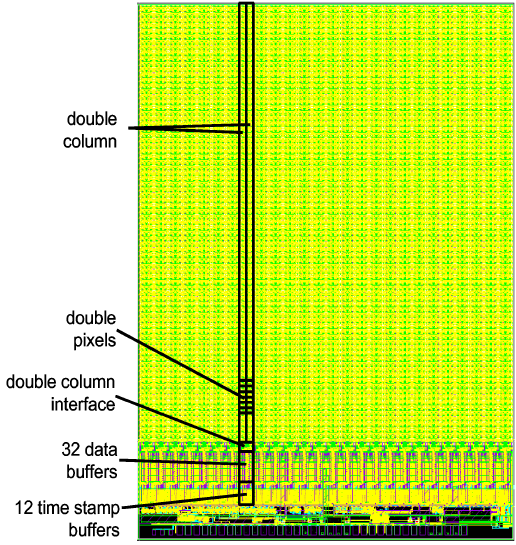 double
column
double
pixels
double column
interface
32 data
buffers
12 time stamp
buffers